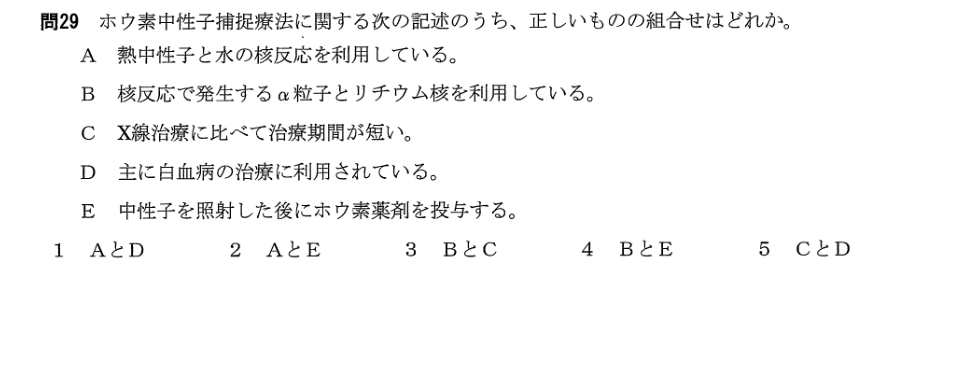 問29　ホウ素中性子捕捉療法に関する次の記述のうち、正しいものの組合せはどれか。
A　熱中性子と水の核反応を利用している。
B　核反応で発生するα粒子とリチウム核を利用している。
C　X線治療に比べて治療期間が短い。
D　主に白血病の治療に利用されている。
E　中性子を照射した後にホウ素薬剤を投与する。
1　AとD　2　AとE　3　BとC　4　BとE　5　CとD